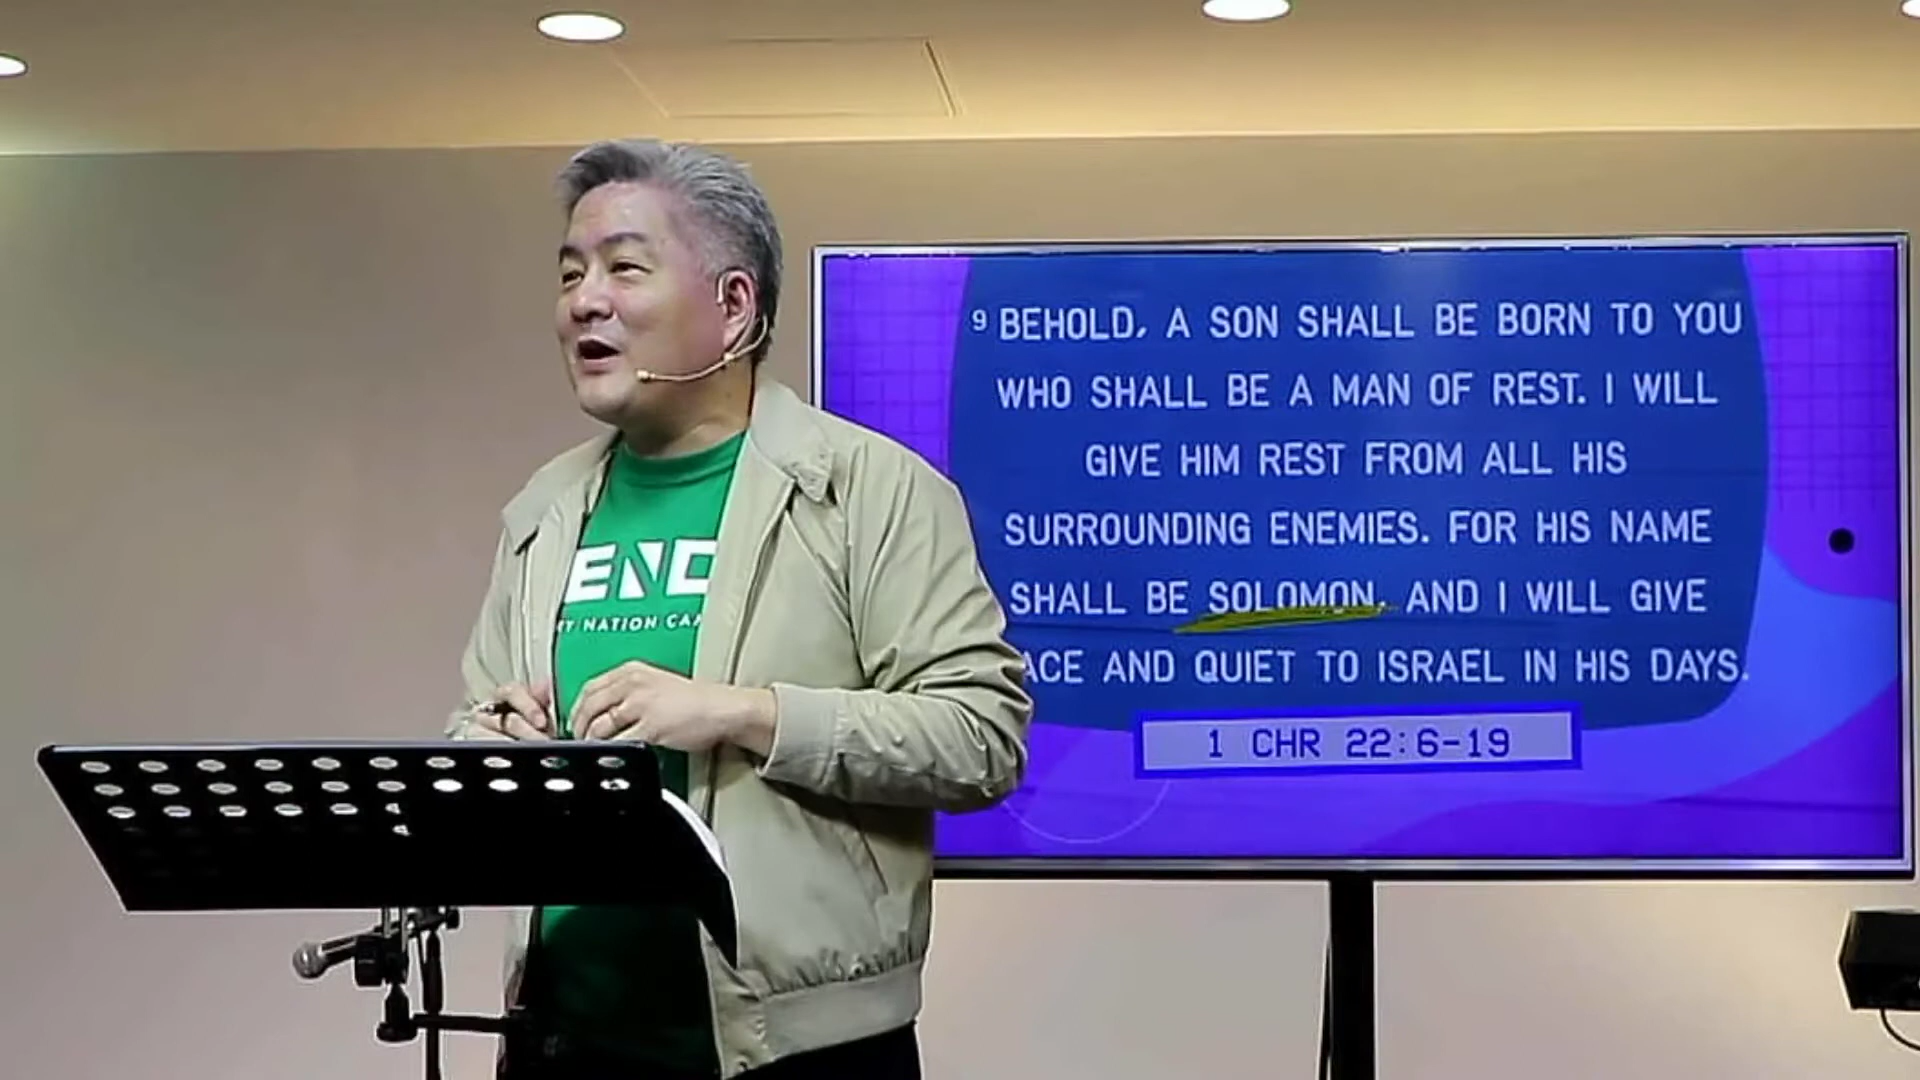 9 BEHOLD, A SON SHALL BE BORN TO YOU
WHO SHALL BE A MAN OF REST. I WILL
GIVE HIM REST FROM ALL HIS
SURROUNDING ENEMIES. FOR HIS NAME
SHALL BE SOLOMON, AND I WILL GIVE
AND QUIET TO ISRAEL IN HIS DAYS.
1 CHR 22:6-19
END
NATION